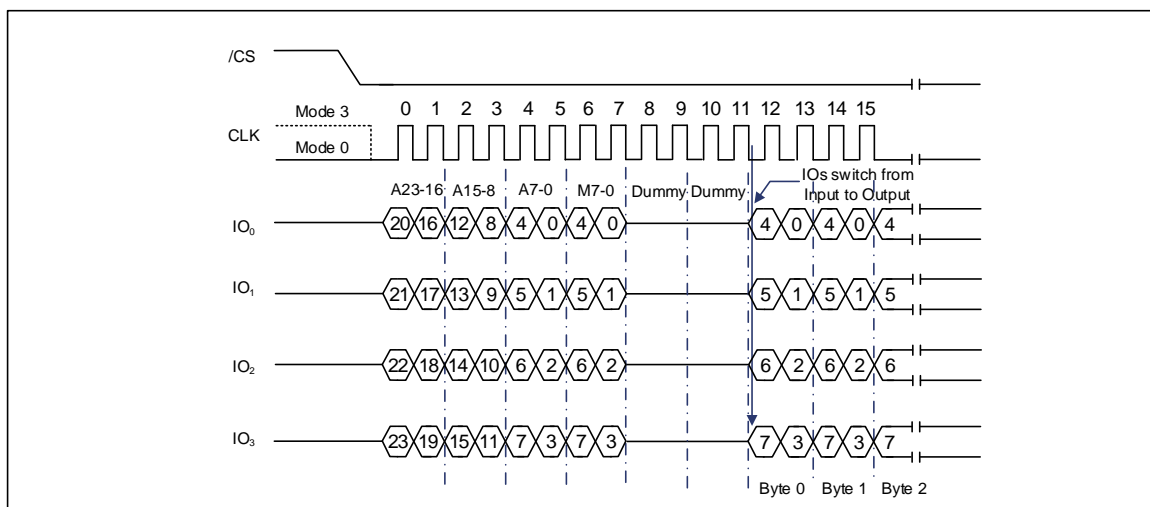 /CS
Mode 3 0 1 2 3 4 5 6 7 8 9 10 11 12 13 14 15
CLK
Mode 0
IOs switch from
Input to Output
A23-16 A15-8 A7-0 M7-0 Dummy Dummy
IO0 20 16 12 8 4 0 4 0 4 0 4 0 4
IO1 21 17 13 9 5 1 5 1 5 1 5 1 5
IO2 22 18 14 10 6 2 6 2 6 2 6 2 6
IO3 23 19 15 11 7 3 7 3 7 3 7 3 7
Byte 0 Byte 1 Byte 2